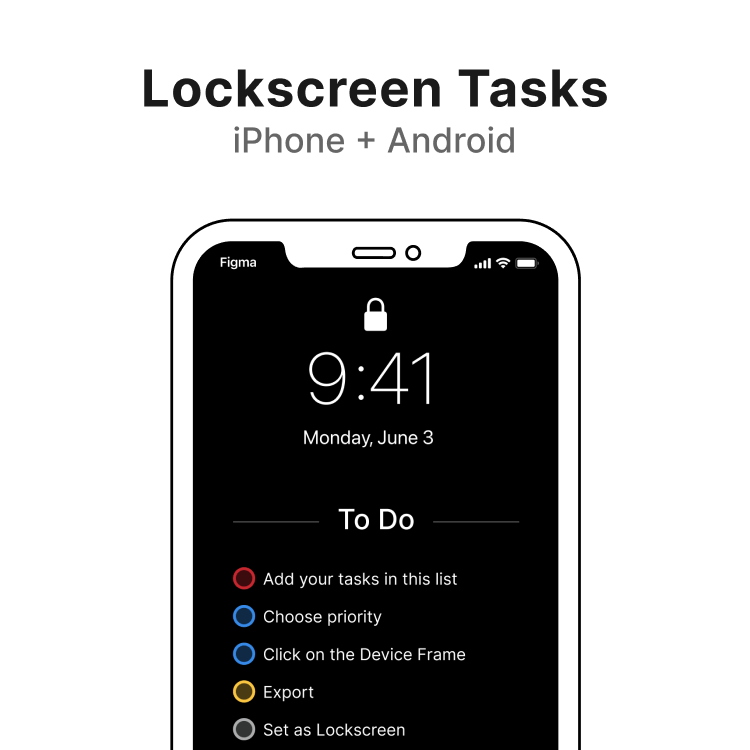 Lockscreen Tasks
iPhone + Android
Figma
9:41
Monday, June 3
To Do
Add your tasks in this list
Choose priority
Click on the Device Frame
Export
Set as Lockscreen